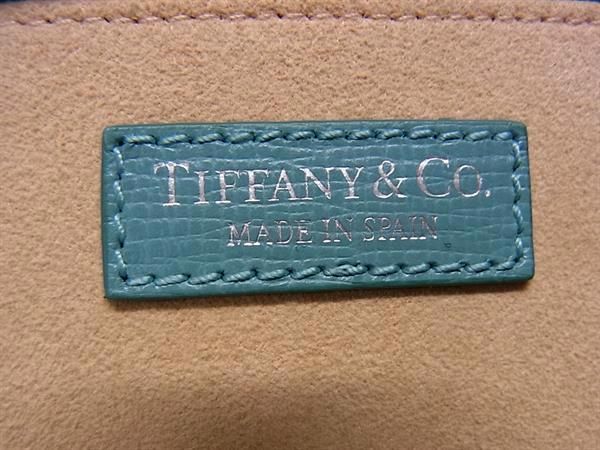 TIFFANY & CO.
MADE IN SPAIN